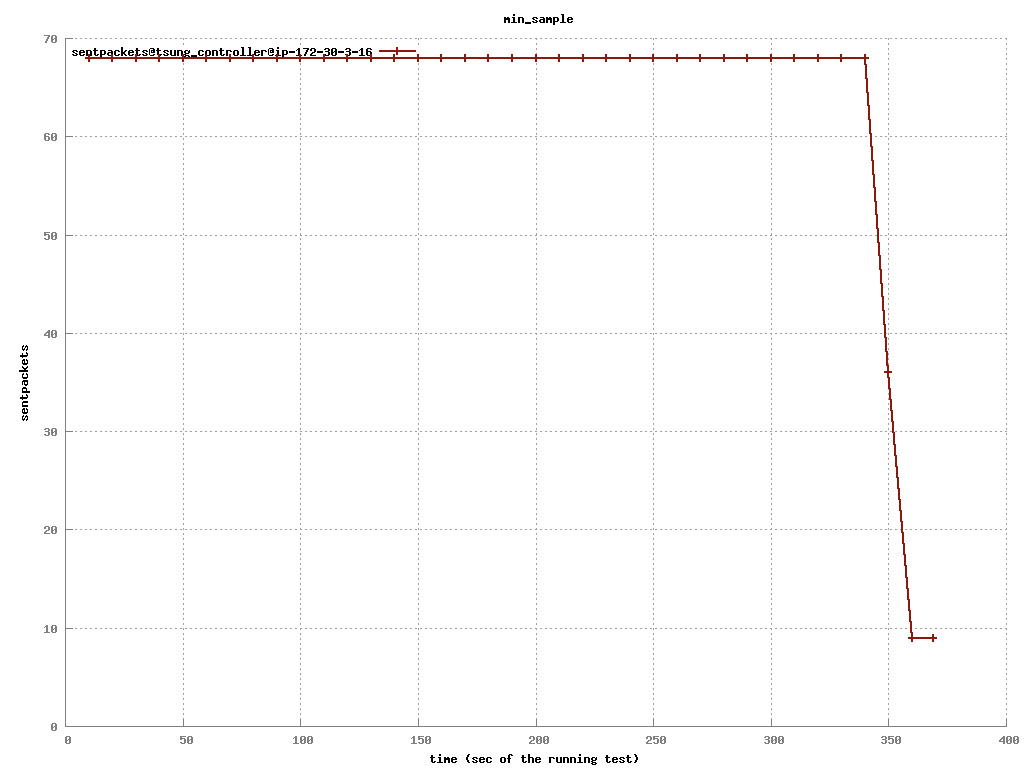 min_sample
70
sentpackets@tsung_controller@ip-172-30-3-16
60
50
40
30
20
10
0
sentpackets
0 50 100 150 200 250 300 350 400
time (sec of the running test)